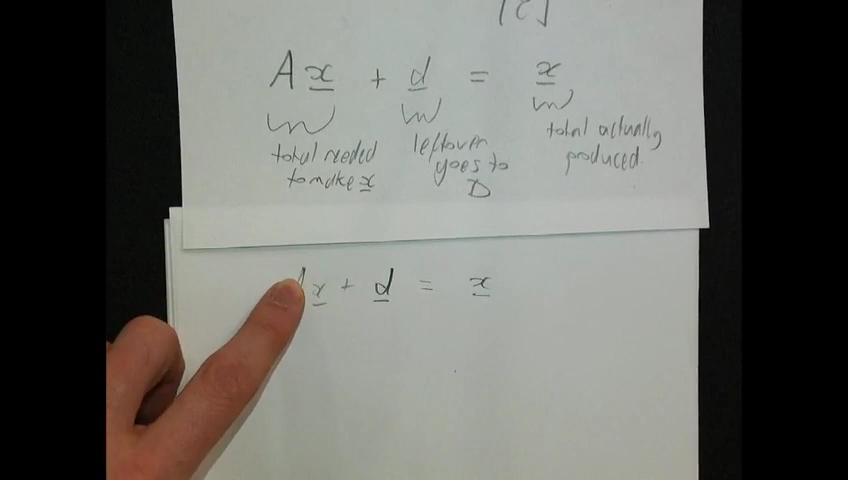 [c]
A x + d = x
total needed to make x
leftover goes to D
total actually produced.
Ax + d = x